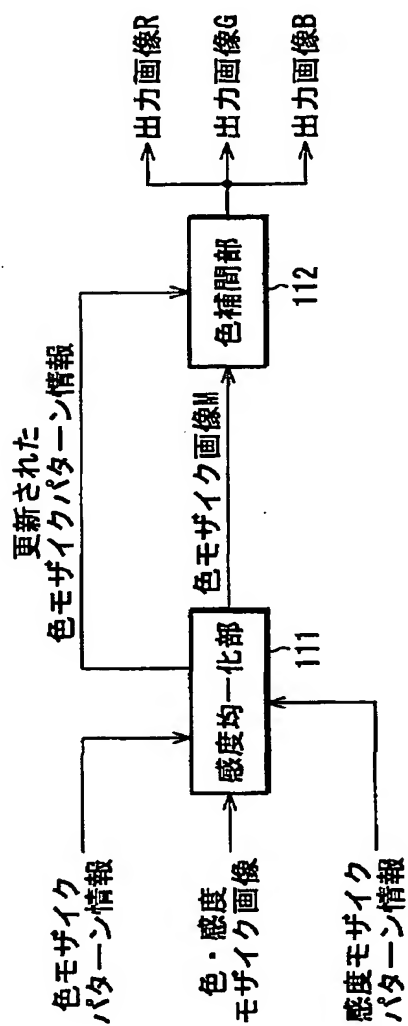 色モザイク
パターン情報
色・感度
モザイク画像
感度モザイク
パターン情報
感度均一化部
111
更新された
色モザイクパターン情報
色モザイク画像M
色補間部
112
出力画像R
出力画像G
出力画像B